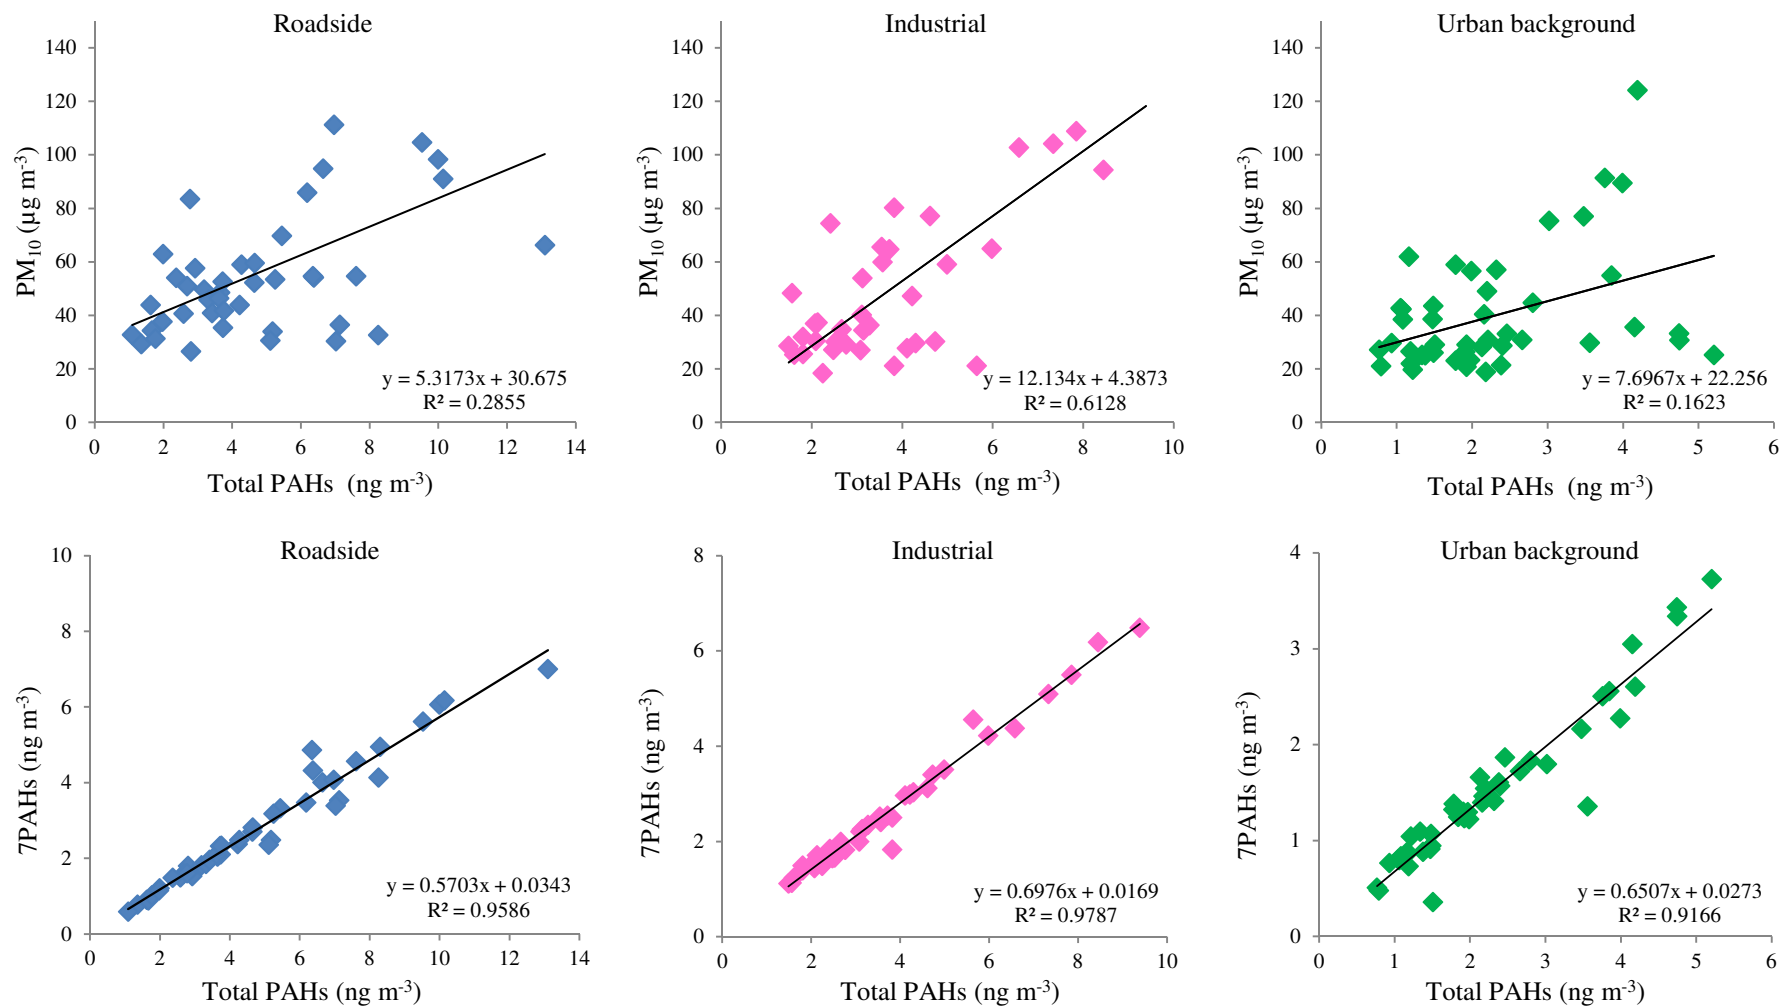 Roadside
140
120
100
80
60
40
20
0
PM10 (µg m-3)
0 2 4 6 8 10 12 14
Total PAHs (ng m-3)
y = 5.3173x + 30.675
R² = 0.2855
Industrial
140
120
100
80
60
40
20
0
PM10 (µg m-3)
0 2 4 6 8 10
Total PAHs (ng m-3)
y = 12.134x + 4.3873
R² = 0.6128
Urban background
140
120
100
80
60
40
20
0
PM10 (µg m-3)
0 1 2 3 4 5 6
Total PAHs (ng m-3)
y = 7.6967x + 22.256
R² = 0.1623
Roadside
10
8
6
4
2
0
7PAHs (ng m-3)
0 2 4 6 8 10 12 14
Total PAHs (ng m-3)
y = 0.5703x + 0.0343
R² = 0.9586
Industrial
8
6
4
2
0
7PAHs (ng m-3)
0 2 4 6 8 10
Total PAHs (ng m-3)
y = 0.6976x + 0.0169
R² = 0.9787
Urban background
4
3
2
1
0
7PAHs (ng m-3)
0 1 2 3 4 5 6
Total PAHs (ng m-3)
y = 0.6507x + 0.0273
R² = 0.9166